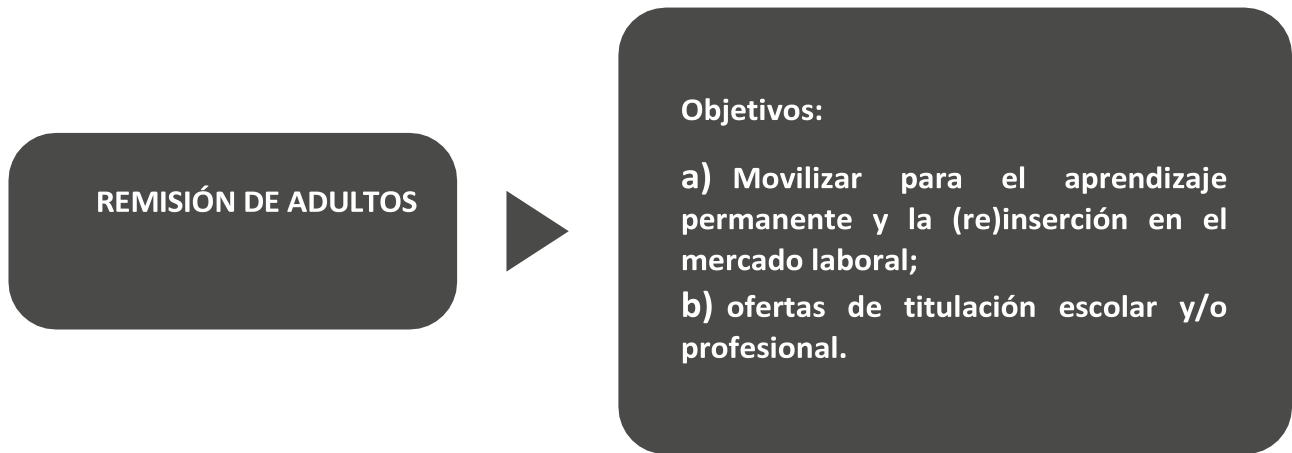 REMISIÓN DE ADULTOS
Objetivos:
a) Movilizar para el aprendizaje
permanente y la (re)inserción en el
mercado laboral;
b) ofertas de titulación escolar y/o
profesional.